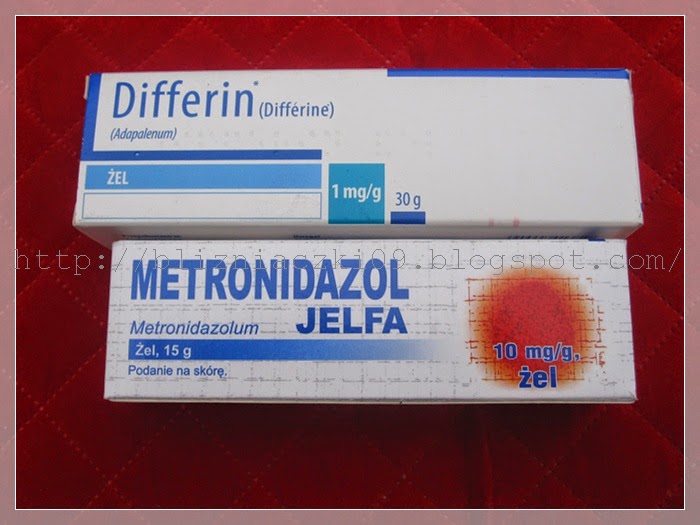 Differin® (Différine®)
(Adapalenum)
ŻEL
1 mg/g
30 g
http://blizniaszki09.blogspot.com/
METRONIDAZOL
JELFA
Metronidazolum
Żel, 15 g
Podanie na skórę.
10 mg/g,
żel